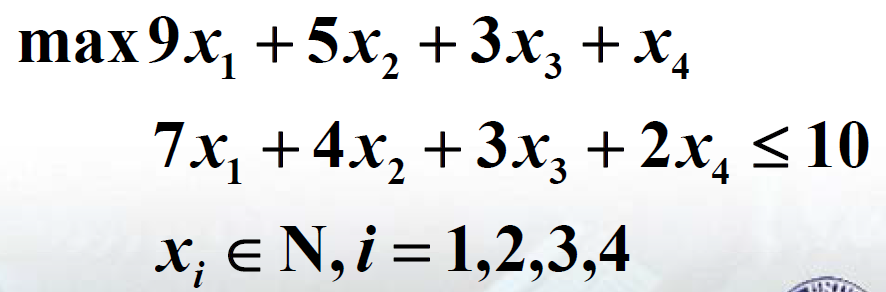 max 9x₁ + 5x₂ + 3x₃ + x₄
7x₁ + 4x₂ + 3x₃ + 2x₄ ≤ 10
xᵢ ∈ N, i = 1,2,3,4